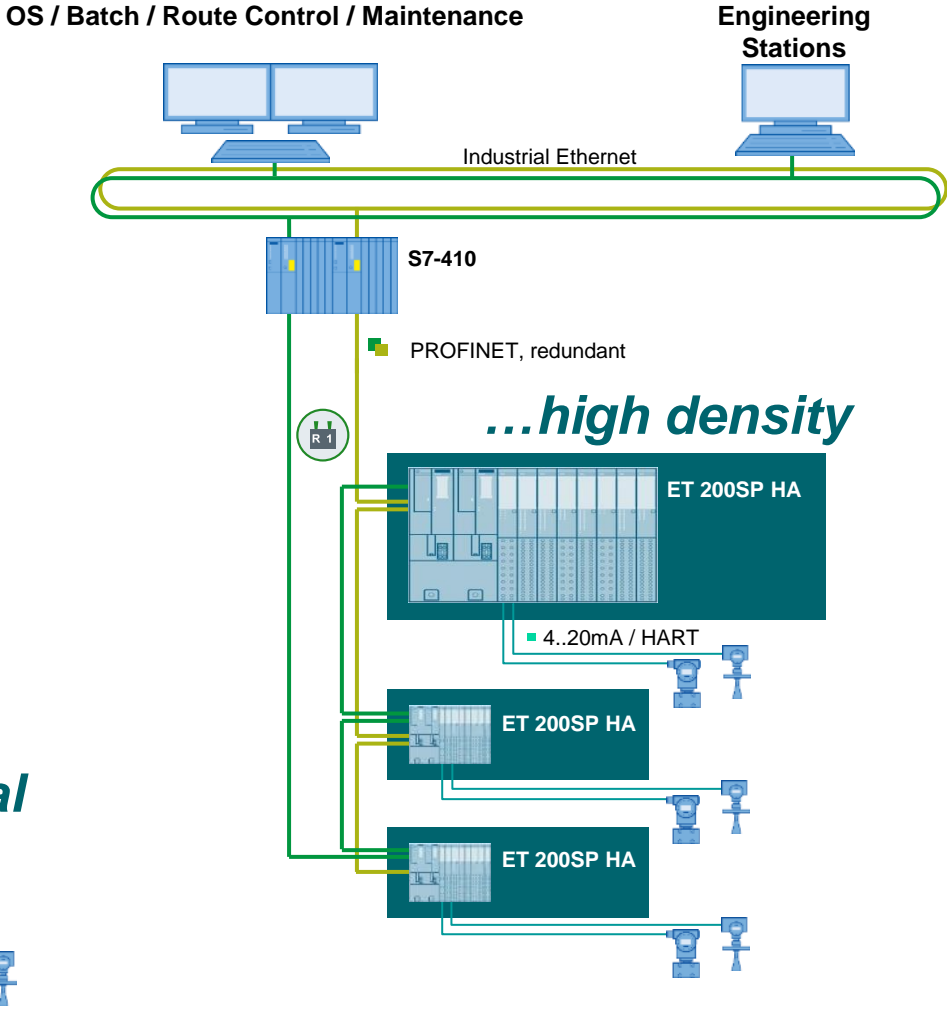 OS / Batch / Route Control / Maintenance
Engineering
Stations
Industrial Ethernet
S7-410
PROFINET, redundant
R 1
...high density
ET 200SP HA
4..20mA / HART
ET 200SP HA
al
ET 200SP HA